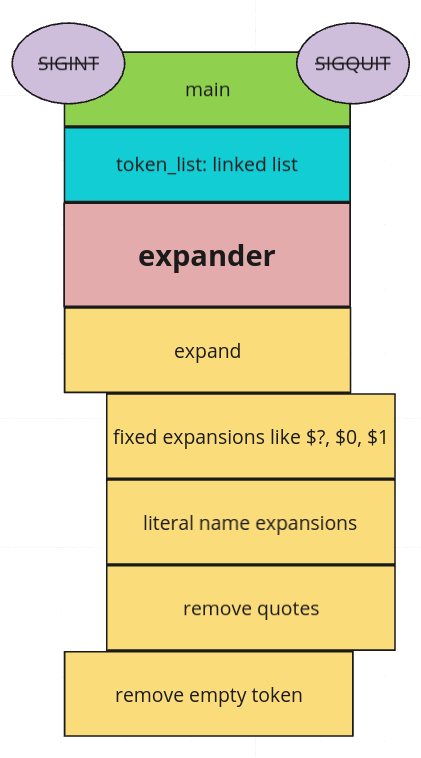 SIGINT
SIGQUIT
main
token_list: linked list
expander
expand
fixed expansions like $?, $0, $1
literal name expansions
remove quotes
remove empty token